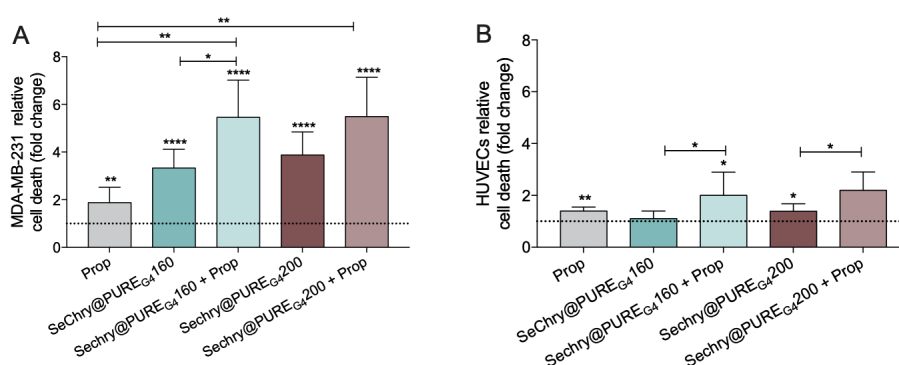 A
MDA-MB-231 relative
cell death (fold change)
8
6
4
2
0
**
**
*
**
****
****
****
****
Prop
SeChry@PUREG4160
Sechry@PUREG4160 + Prop
Sechry@PUREG4200
Sechry@PUREG4200 + Prop
B
HUVECs relative
cell death (fold change)
8
6
4
2
0
*
*
**
*
*
Prop
SeChry@PUREG4160
Sechry@PUREG4160 + Prop
Sechry@PUREG4200
Sechry@PUREG4200 + Prop